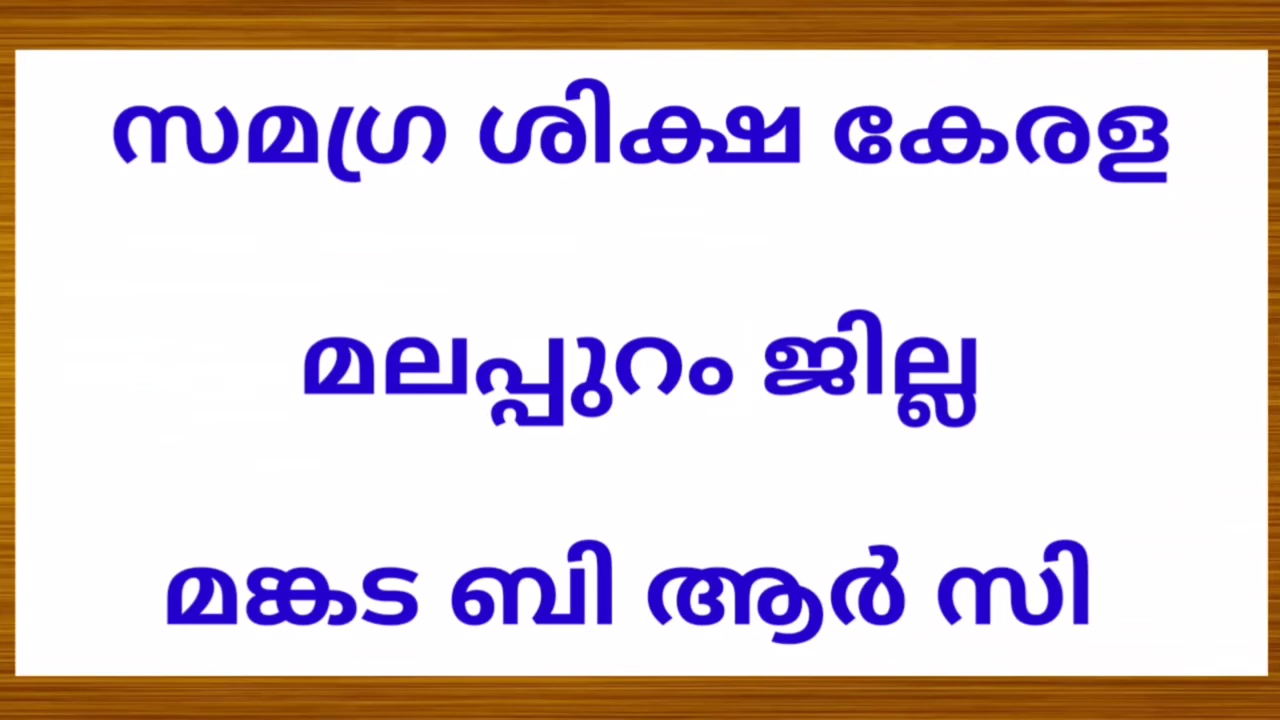 സമഗ്ര ശിക്ഷ കേരള
മലപ്പുറം ജില്ല
മങ്കട ബി ആർ സി